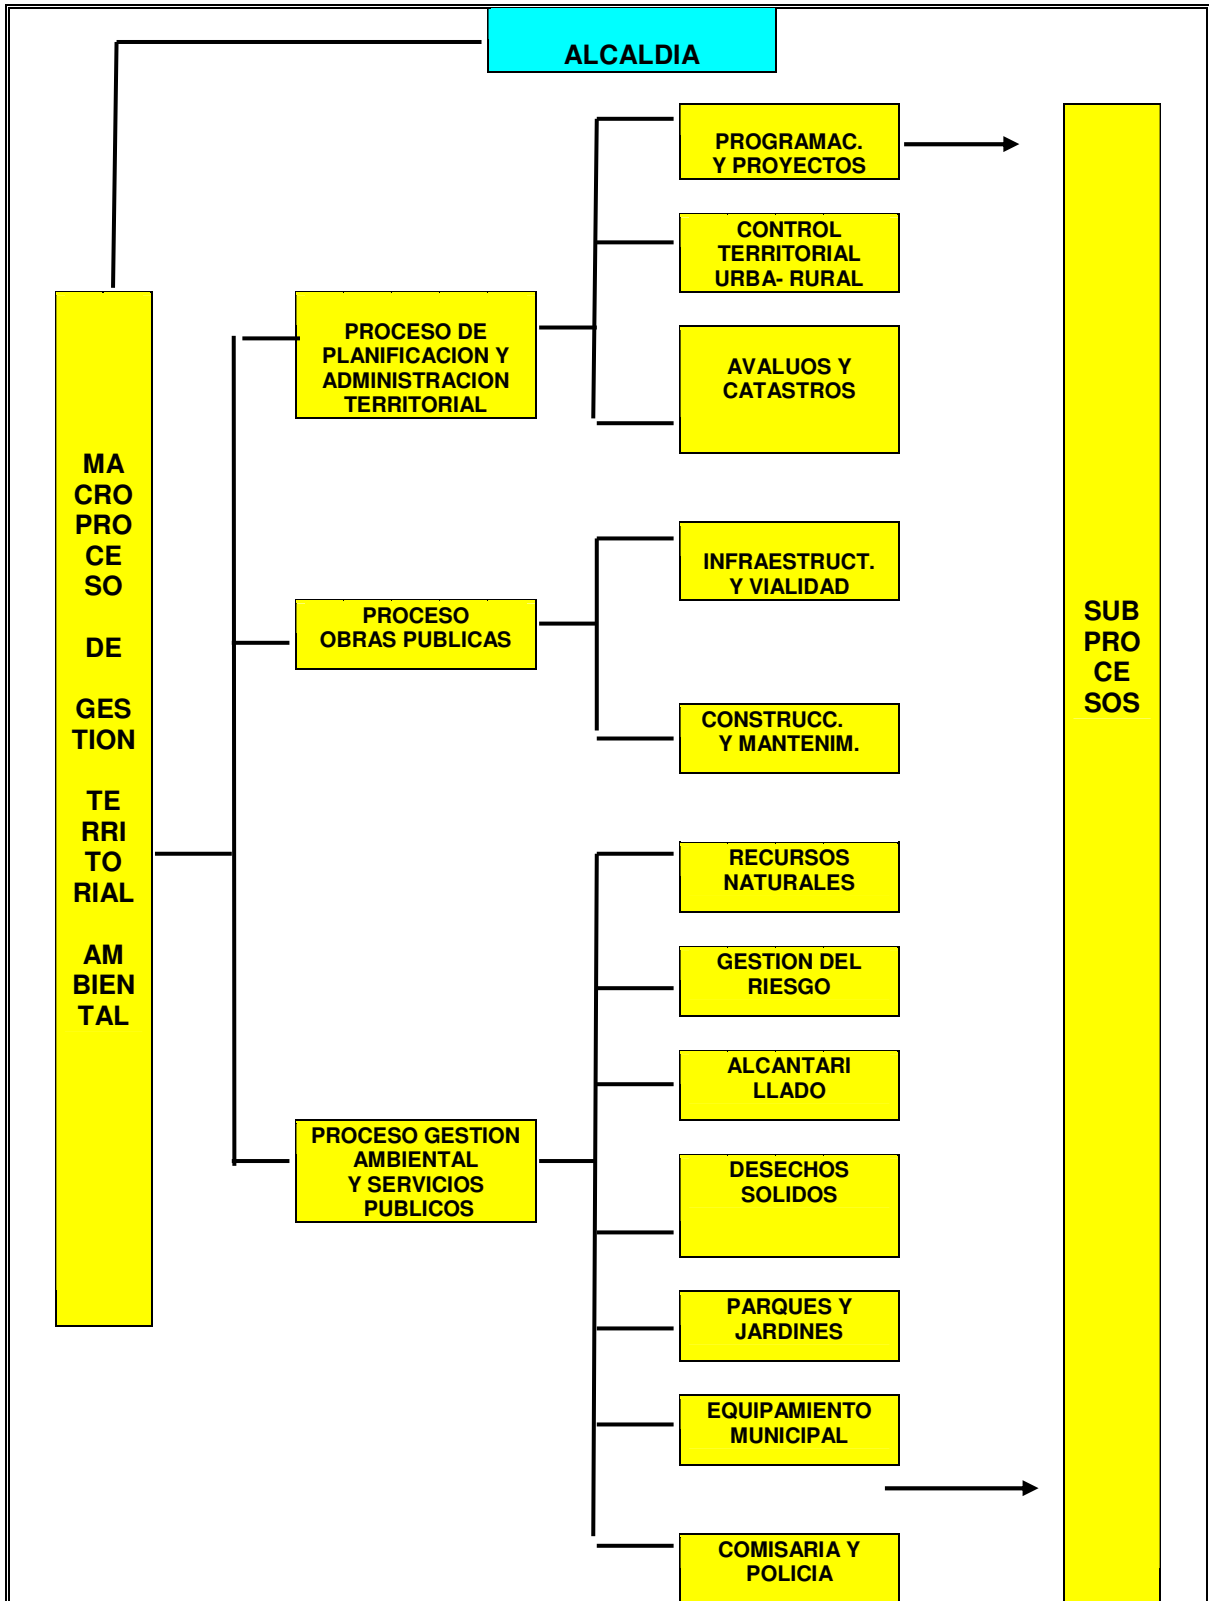 ALCALDIA
MA
CRO
PRO
CE
SO
DE
GES
TION
TE
RRI
TO
RIAL
AM
BIEN
TAL
PROCESO DE
PLANIFICACION Y
ADMINISTRACION
TERRITORIAL
PROGRAMAC.
Y PROYECTOS
CONTROL
TERRITORIAL
URBA- RURAL
AVALUOS Y
CATASTROS
PROCESO
OBRAS PUBLICAS
INFRAESTRUCT.
Y VIALIDAD
CONSTRUCC.
Y MANTENIM.
PROCESO GESTION
AMBIENTAL
Y SERVICIOS
PUBLICOS
RECURSOS
NATURALES
GESTION DEL
RIESGO
ALCANTARI
LLADO
DESECHOS
SOLIDOS
PARQUES Y
JARDINES
EQUIPAMIENTO
MUNICIPAL
COMISARIA Y
POLICIA
SUB
PRO
CE
SOS